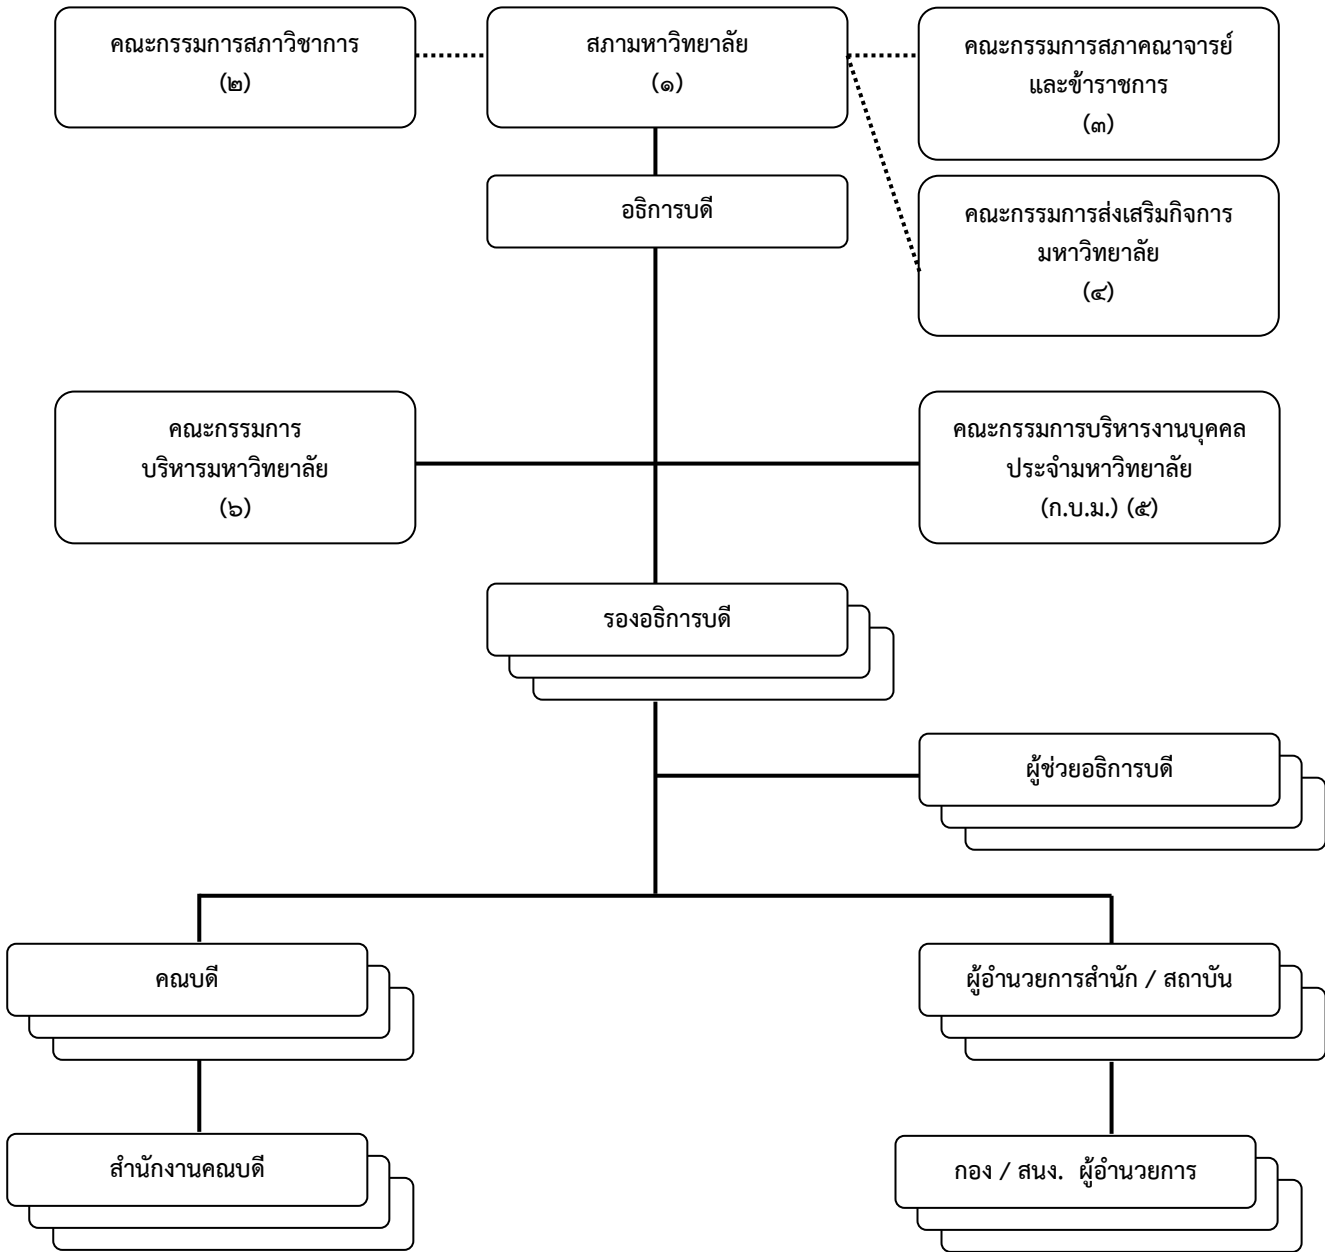 คณะกรรมการสภาวิชาการ
(๒)
สภามหาวิทยาลัย
(๑)
คณะกรรมการสภาคณาจารย์
และข้าราชการ
(๓)
อธิการบดี
คณะกรรมการส่งเสริมกิจการ
มหาวิทยาลัย
(๔)
คณะกรรมการ
บริหารมหาวิทยาลัย
(๖)
คณะกรรมการบริหารงานบุคคล
ประจำมหาวิทยาลัย
(ก.บ.ม.) (๕)
รองอธิการบดี
ผู้ช่วยอธิการบดี
คณบดี
ผู้อำนวยการสำนัก / สถาบัน
สำนักงานคณบดี
กอง / สนง. ผู้อำนวยการ